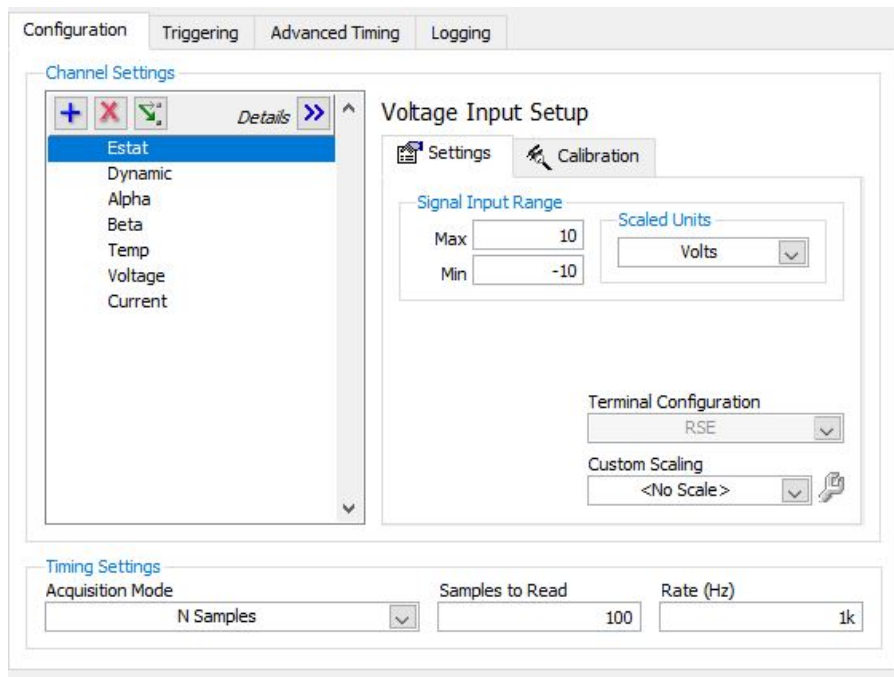 Configuration Triggering Advanced Timing Logging
Channel Settings
Details
Estat
Dynamic
Alpha
Beta
Temp
Voltage
Current
Voltage Input Setup
Settings Calibration
Signal Input Range
Max 10
Min -10
Scaled Units
Volts
Terminal Configuration
RSE
Custom Scaling
<No Scale>
Timing Settings
Acquisition Mode Samples to Read Rate (Hz)
N Samples 100 1k